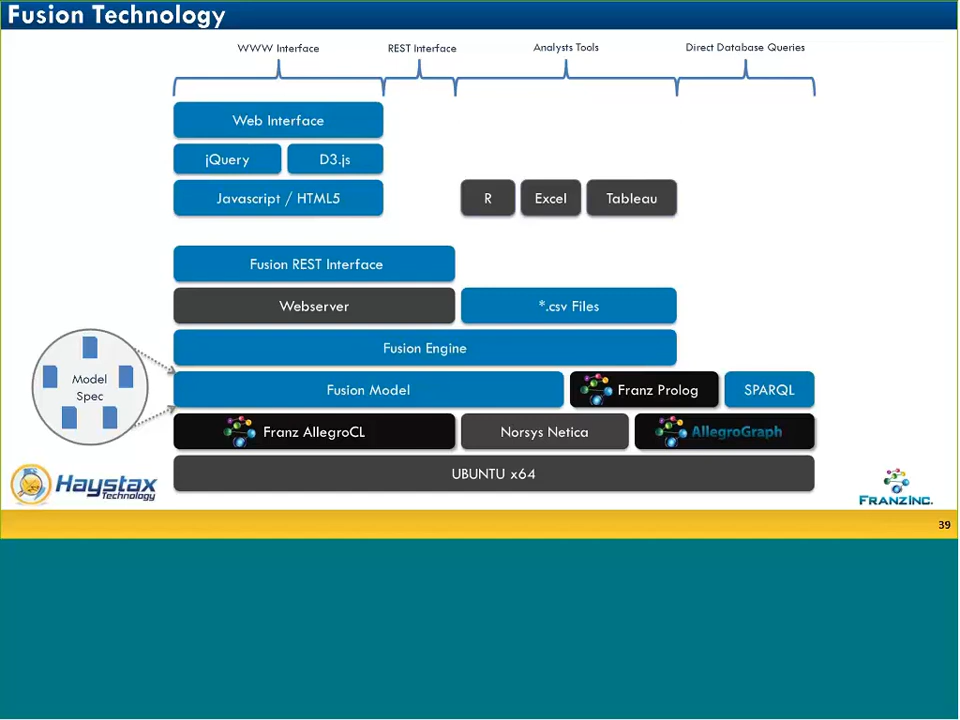 Fusion Technology
WWW Interface
REST Interface
Analysts Tools
Direct Database Queries
Web Interface
jQuery
D3.js
Javascript / HTML5
R
Excel
Tableau
Fusion REST Interface
Webserver
*.csv Files
Fusion Engine
Model
Spec
Fusion Model
Franz Prolog
SPARQL
Franz AllegroCL
Norsys Netica
AllegroGraph
UBUNTU x64
Haystax
Technology
FRANZ INC.
39